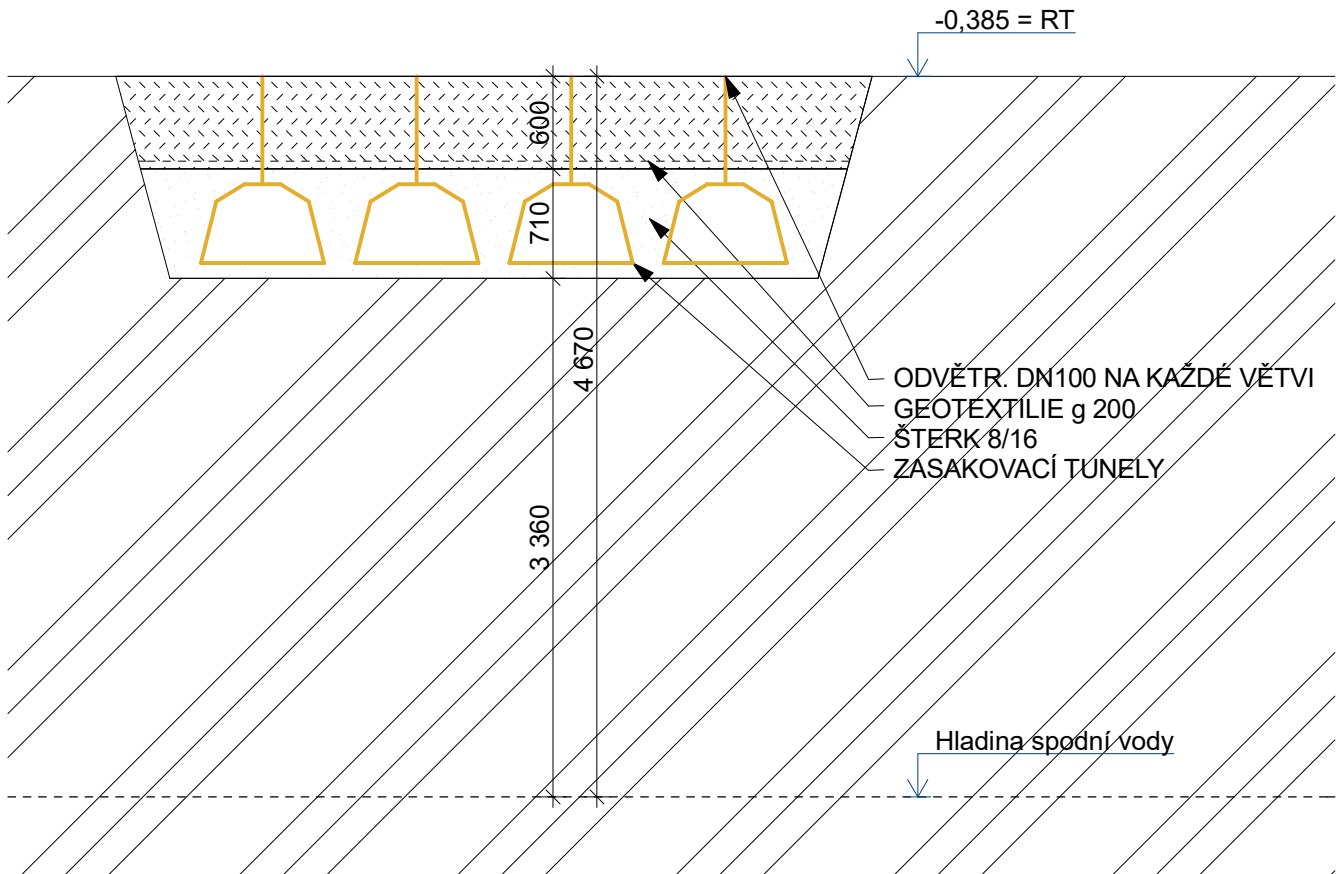 -0,385 = RT
600
710
4 670
3 360
ODVĚTR. DN100 NA KAŽDÉ VĚTVI
GEOTEXTILIE g 200
ŠTERK 8/16
ZASAKOVACÍ TUNELY
Hladina spodní vody